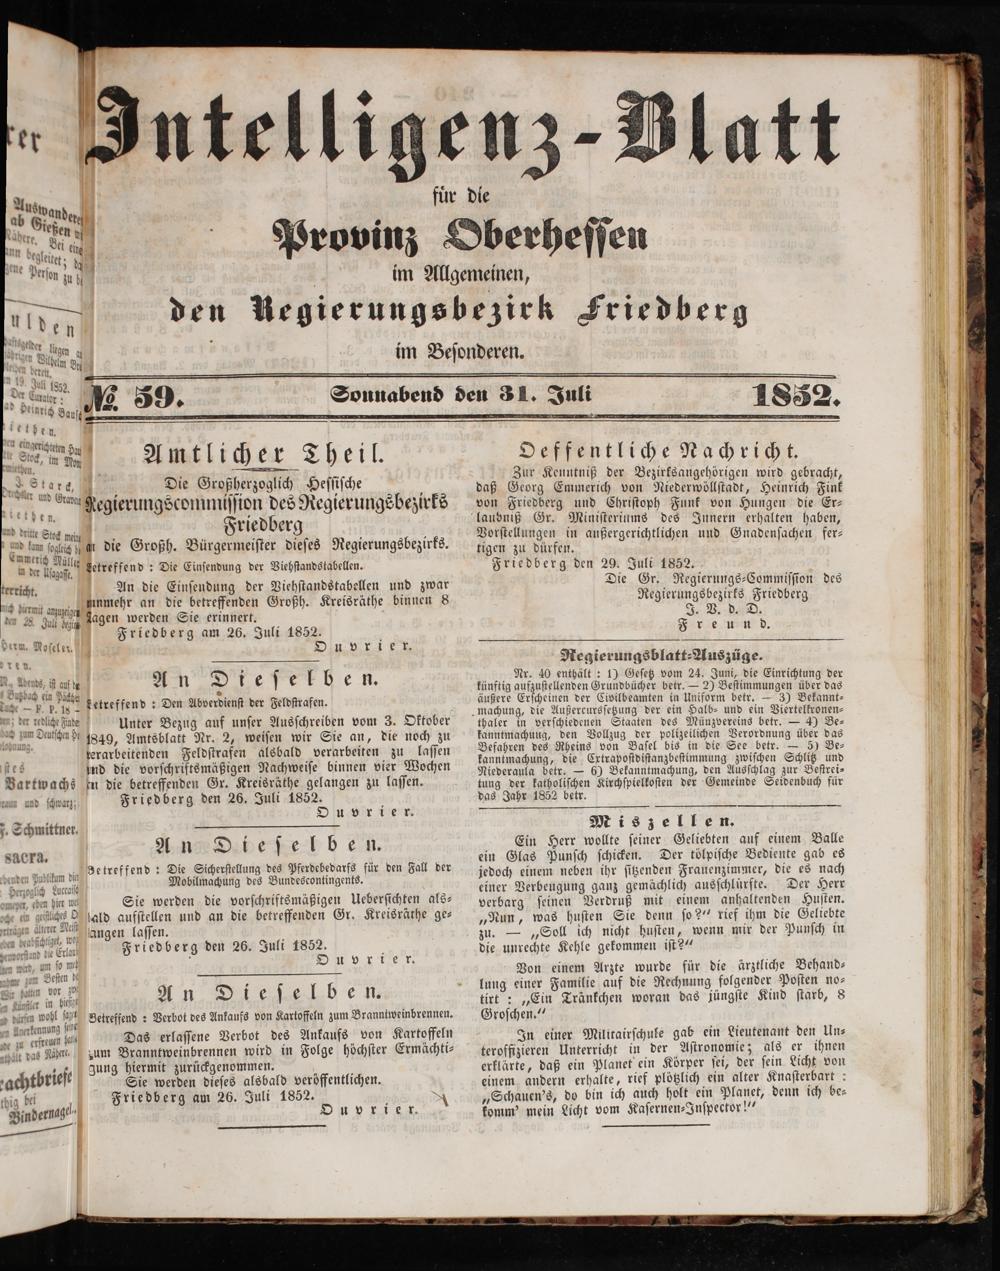 Intelligenz-Blatt
für die
Provinz Oberhessen
im Allgemeinen,
den Regierungsbezirk Friedberg
im Besonderen.
№ 59. Sonnabend den 31. Juli 1852.
Amtlicher Theil.
Die Großherzoglich Hessische
Regierungscommission des Regierungsbezirks
Friedberg
an die Großh. Bürgermeister dieses Regierungsbezirks.
Betreffend : Die Einsendung der Viehstandstabellen.
An die Einsendung der Viehstandstabellen und zwar
nunmehr an die betreffenden Großh. Kreisräthe binnen 8
Tagen werden Sie erinnert.
Friedberg am 26. Juli 1852.
Ouvrier.
An Dieselben.
Betreffend : Den Abverdienst der Feldstrafen.
Unter Bezug auf unser Ausschreiben vom 3. Oktober
1849, Amtsblatt Nr. 2, weisen wir Sie an, die noch zu
verarbeitenden Feldstrafen alsbald verarbeiten zu lassen
und die vorschriftsmäßigen Nachweise binnen vier Wochen
an die betreffenden Gr. Kreisräthe gelangen zu lassen.
Friedberg den 26. Juli 1852.
Ouvrier.
An Dieselben.
Betreffend : Die Sicherstellung des Pferdebedarfs für den Fall der
Mobilmachung des Bundescontingents.
Sie werden die vorschriftsmäßigen Uebersichten als-
bald aufstellen und an die betreffenden Gr. Kreisräthe ge-
langen lassen.
Friedberg den 26. Juli 1852.
Ouvrier.
An Dieselben.
Betreffend : Verbot des Ankaufs von Kartoffeln zum Branntweinbrennen.
Das erlassene Verbot des Ankaufs von Kartoffeln
zum Branntweinbrennen wird in Folge höchster Ermächti-
gung hiermit zurückgenommen.
Sie werden dieses alsbald veröffentlichen.
Friedberg am 26. Juli 1852.
Ouvrier.
Oeffentliche Nachricht.
Zur Kenntniß der Bezirksangehörigen wird gebracht,
daß Georg Emmerich von Niederwöllstadt, Heinrich Fink
von Friedberg und Christoph Funk von Hungen die Er-
laubniß Gr. Ministeriums des Innern erhalten haben,
Vorstellungen in außergerichtlichen und Gnadensachen fer-
tigen zu dürfen.
Friedberg den 29. Juli 1852.
Die Gr. Regierungs-Commission des
Regierungsbezirks Friedberg
J. V. d. D.
Freund.
Regierungsblatt-Auszüge.
Nr. 40 enthält : 1) Gesetz vom 24. Juni, die Einrichtung der
künftig aufzustellenden Grundbücher betr. — 2) Bestimmungen über das
äußere Erscheinen der Civilbeamten in Uniform betr. — 3) Bekannt-
machung, die Außercurssetzung der ein Halb- und ein Viertelkronen-
thaler in verschiedenen Staaten des Münzvereins betr. — 4) Be-
kanntmachung, den Vollzug der polizeilichen Verordnung über das
Befahren des Rheins von Basel bis in die See betr. — 5) Be-
kanntmachung, die Extrapostdistanzbestimmung zwischen Schlitz und
Niederaula betr. — 6) Bekanntmachung, den Ausschlag zur Bestrei-
tung der katholischen Kirchspielkosten der Gemeinde Seidenbuch für
das Jahr 1852 betr.
Miszellen.
Ein Herr wollte seiner Geliebten auf einem Balle
ein Glas Punsch schicken. Der tölpische Bediente gab es
jedoch einem neben ihr sitzenden Frauenzimmer, die es nach
einer Verbeugung ganz gemächlich ausschlürfte. Der Herr
verbarg seinen Verdruß mit einem anhaltenden Husten.
„Nun, was husten Sie denn so?" rief ihm die Geliebte
zu. — „Soll ich nicht husten, wenn mir der Punsch in
die unrechte Kehle gekommen ist?"
Von einem Arzte wurde für die ärztliche Behand-
lung einer Familie auf die Rechnung folgender Posten no-
tirt : „Ein Tränkchen woran das jüngste Kind starb, 8
Groschen."
In einer Militairschule gab ein Lieutenant den Un-
teroffizieren Unterricht in der Astronomie; als er ihnen
erklärte, daß ein Planet ein Körper sei, der sein Licht von
einem andern erhalte, rief plötzlich ein alter Knasterbart :
„Schauen's, do bin ich auch holt ein Planet, denn ich be-
komm' mein Licht vom Kasernen-Inspector!"